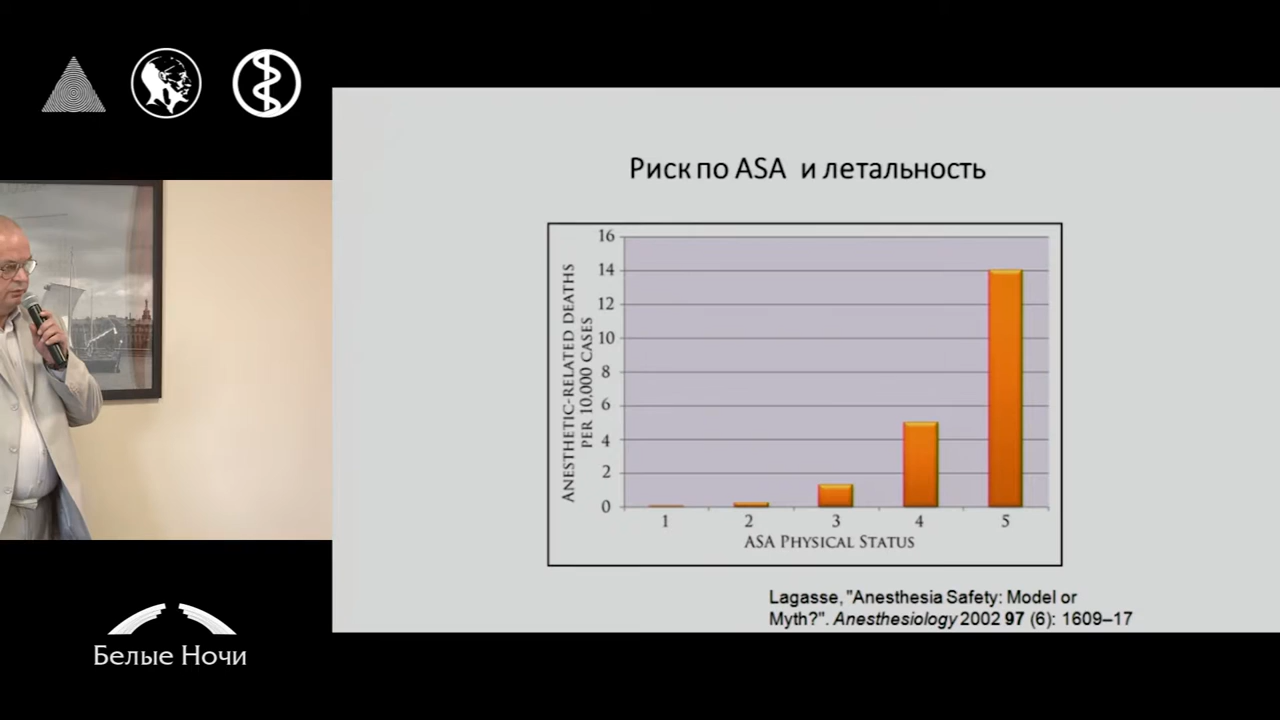 Риск по ASA и летальность
ANESTHETIC-RELATED DEATHS
PER 10,000 CASES
16
14
12
10
8
6
4
2
0
1 2 3 4 5
ASA PHYSICAL STATUS
Lagasse, "Anesthesia Safety: Model or
Myth?". Anesthesiology 2002 97 (6): 1609–17
Белые Ночи